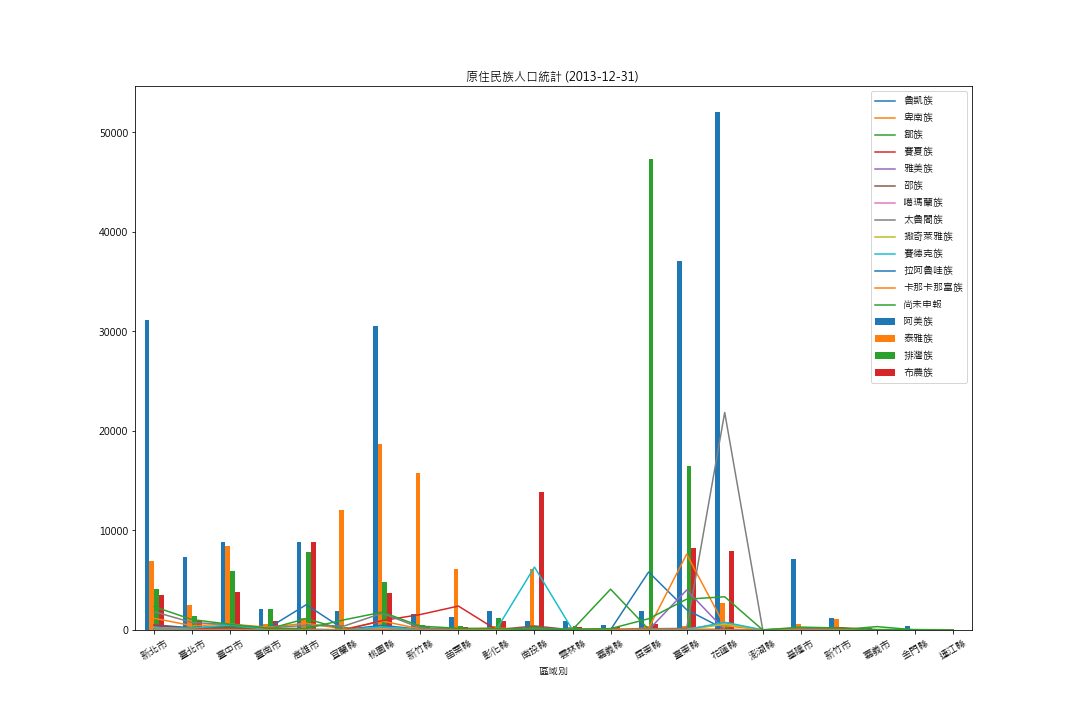 原住民族人口統計 (2013-12-31)
50000
40000
30000
20000
10000
0
魯凱族
卑南族
鄒族
賽夏族
雅美族
邵族
噶瑪蘭族
太魯閣族
撒奇萊雅族
賽德克族
拉阿魯哇族
卡那卡那富族
尚未申報
阿美族
泰雅族
排灣族
布農族
新北市
臺北市
臺中市
臺南市
高雄市
宜蘭縣
桃園縣
新竹縣
苗栗縣
彰化縣
南投縣
雲林縣
嘉義縣
屏東縣
臺東縣
花蓮縣
澎湖縣
基隆市
新竹市
嘉義市
金門縣
連江縣
區域別